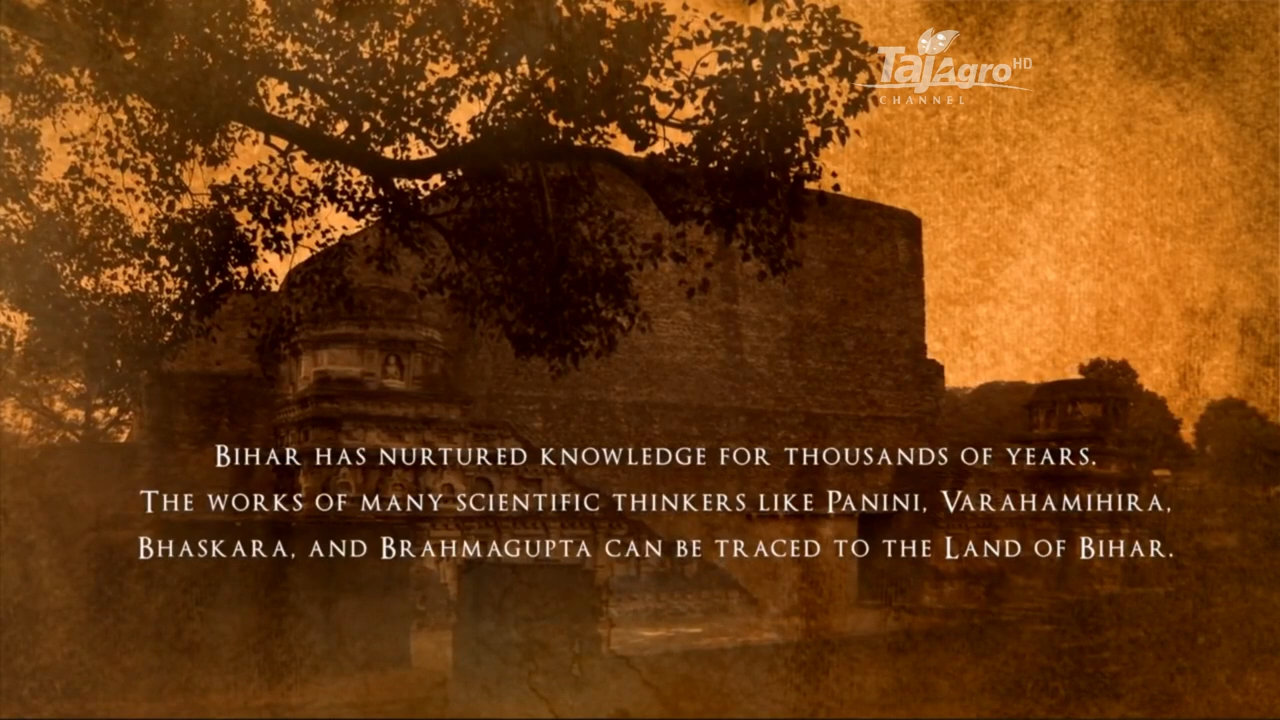 TajAgro HD
CHANNEL
BIHAR HAS NURTURED KNOWLEDGE FOR THOUSANDS OF YEARS.
THE WORKS OF MANY SCIENTIFIC THINKERS LIKE PANINI, VARAHAMIHIRA,
BHASKARA, AND BRAHMAGUPTA CAN BE TRACED TO THE LAND OF BIHAR.